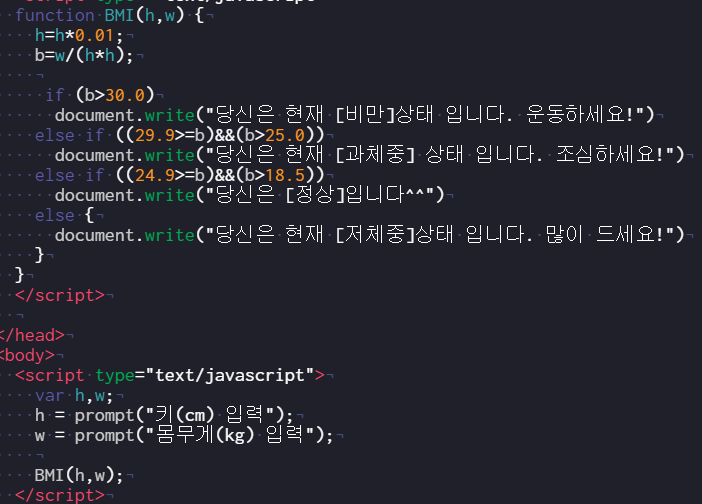 function BMI(h,w) {
h=h*0.01;
b=w/(h*h);
if (b>30.0)
document.write("당신은 현재 [비만]상태 입니다. 운동하세요!")
else if ((29.9>=b)&&(b>25.0))
document.write("당신은 현재 [과체중] 상태 입니다. 조심하세요!")
else if ((24.9>=b)&&(b>18.5))
document.write("당신은 [정상]입니다^^")
else {
document.write("당신은 현재 [저체중]상태 입니다. 많이 드세요!")
}
}
</script>
</head>
<body>
<script type="text/javascript">
var h,w;
h = prompt("키(cm) 입력");
w = prompt("몸무게(kg) 입력");
BMI(h,w);
</script>